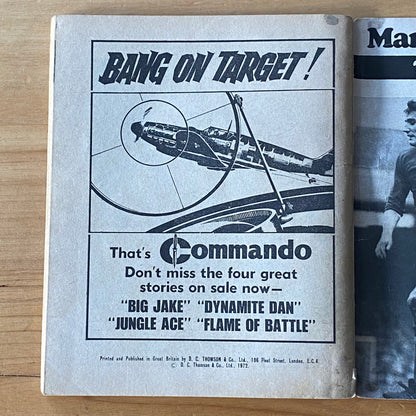 BANG ON TARGET!
That's Commando
Don't miss the four great
stories on sale now—
"BIG JAKE" "DYNAMITE DAN"
"JUNGLE ACE" "FLAME OF BATTLE"
Printed and Published in Great Britain by D. C. THOMSON & Co., Ltd., 186 Fleet Street, London, E.C.4.
© D. C. Thomson & Co., Ltd., 1972.
Mar